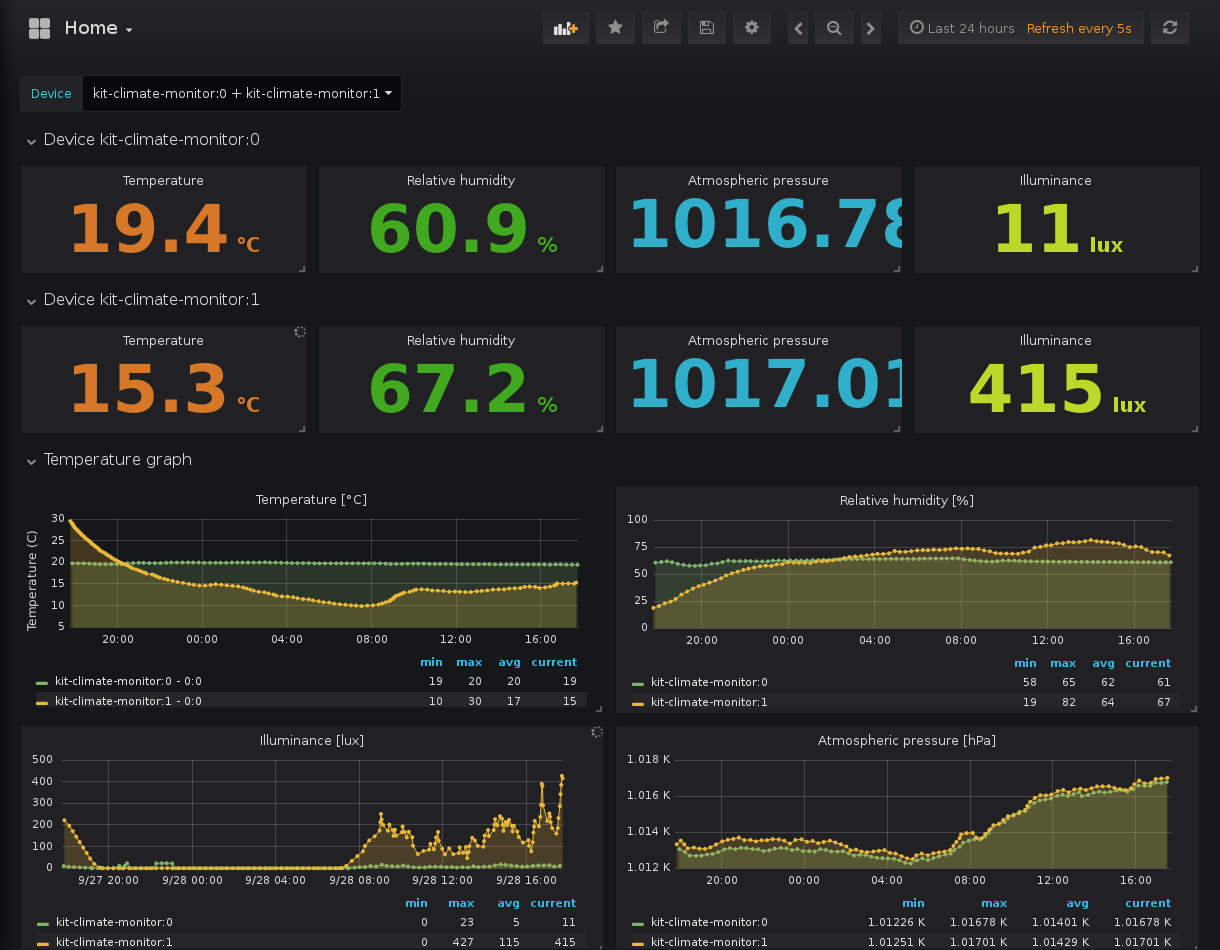 Home
Last 24 hours Refresh every 5s
Device kit-climate-monitor:0 + kit-climate-monitor:1
Device kit-climate-monitor:0
Temperature Relative humidity Atmospheric pressure Illuminance
19.4 °C 60.9 % 1016.78 11 lux
Device kit-climate-monitor:1
Temperature Relative humidity Atmospheric pressure Illuminance
15.3 °C 67.2 % 1017.01 415 lux
Temperature graph
Temperature [°C]
Temperature (C)
30
25
20
15
10
5
20:00 00:00 04:00 08:00 12:00 16:00
min max avg current
kit-climate-monitor:0 - 0:0 19 20 20 19
kit-climate-monitor:1 - 0:0 10 30 17 15
Relative humidity [%]
100
75
50
25
0
20:00 00:00 04:00 08:00 12:00 16:00
min max avg current
kit-climate-monitor:0 58 65 62 61
kit-climate-monitor:1 19 82 64 67
Illuminance [lux]
500
400
300
200
100
0
9/27 20:00 9/28 00:00 9/28 04:00 9/28 08:00 9/28 12:00 9/28 16:00
min max avg current
kit-climate-monitor:0 0 23 5 11
kit-climate-monitor:1 0 427 115 415
Atmospheric pressure [hPa]
1.018 K
1.016 K
1.014 K
1.012 K
20:00 00:00 04:00 08:00 12:00 16:00
min max avg current
kit-climate-monitor:0 1.01226 K 1.01678 K 1.01401 K 1.01678 K
kit-climate-monitor:1 1.01251 K 1.01701 K 1.01429 K 1.01701 K